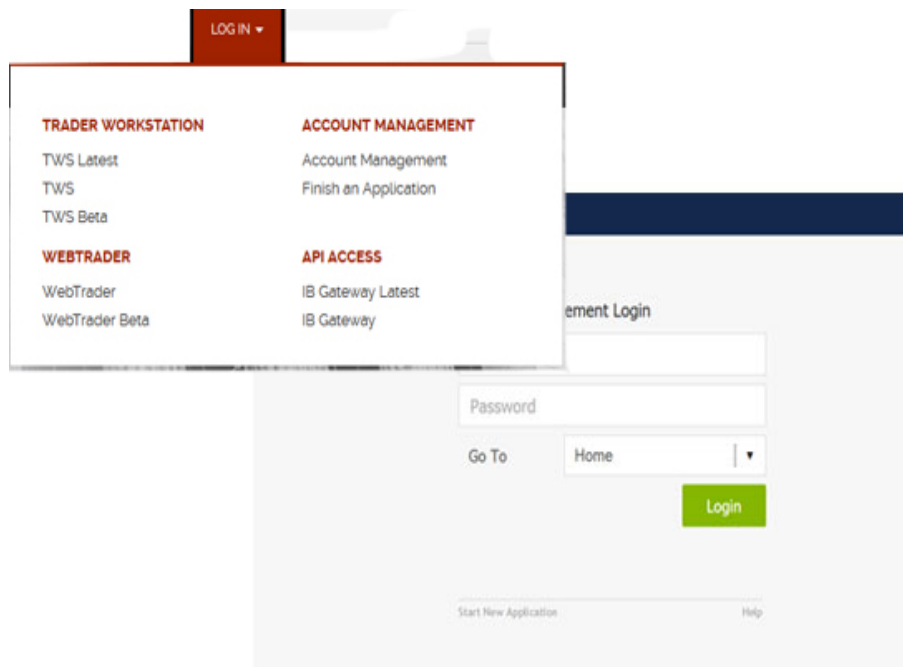 LOG IN
TRADER WORKSTATION
TWS Latest
TWS
TWS Beta
ACCOUNT MANAGEMENT
Account Management
Finish an Application
WEBTRADER
WebTrader
WebTrader Beta
API ACCESS
IB Gateway Latest
IB Gateway
ement Login
Password
Go To Home
Login
Start New Application Help